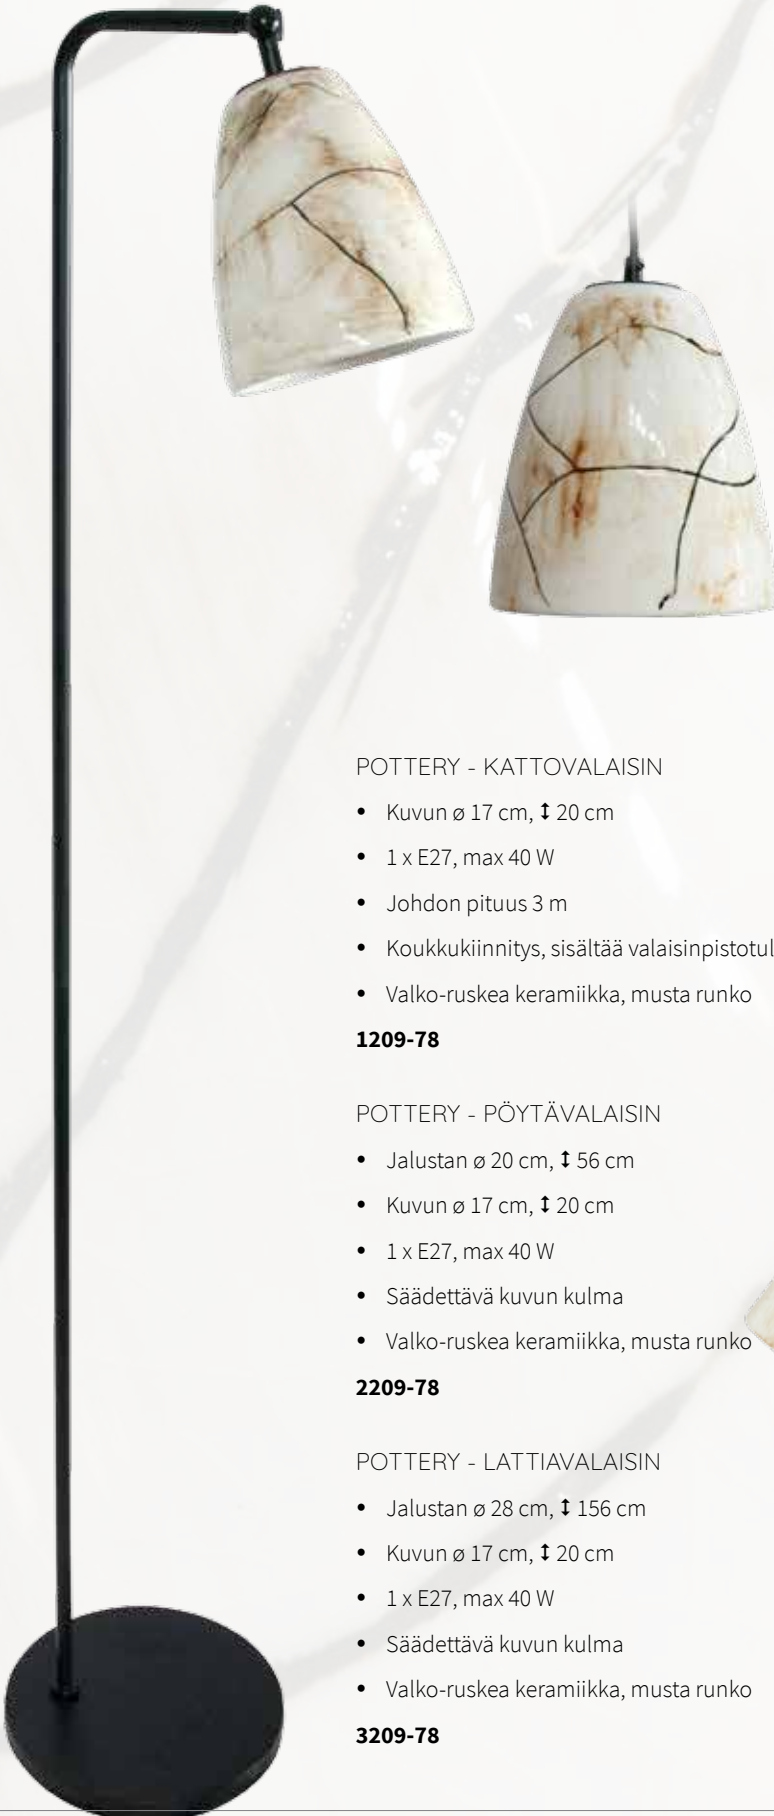 POTTERY - KATTOVALAISIN
• Kuvun ø 17 cm, ↕ 20 cm
• 1 x E27, max 40 W
• Johdon pituus 3 m
• Koukkukiinnitys, sisältää
• Valko-ruskea keramiikka, musta runko
1209-78
POTTERY - PÖYTÄVALAISIN
• Jalustan ø 20 cm, ↕ 56 cm
• Kuvun ø 17 cm, ↕ 20 cm
• 1 x E27, max 40 W
• Säädettävä kuvun kulma
• Valko-ruskea keramiikka, musta runko
2209-78
POTTERY - LATTIAVALAISIN
• Jalustan ø 28 cm, ↕ 156 cm
• Kuvun ø 17 cm, ↕ 20 cm
• 1 x E27, max 40 W
• Säädettävä kuvun kulma
• Valko-ruskea keramiikka, musta runko
3209-78